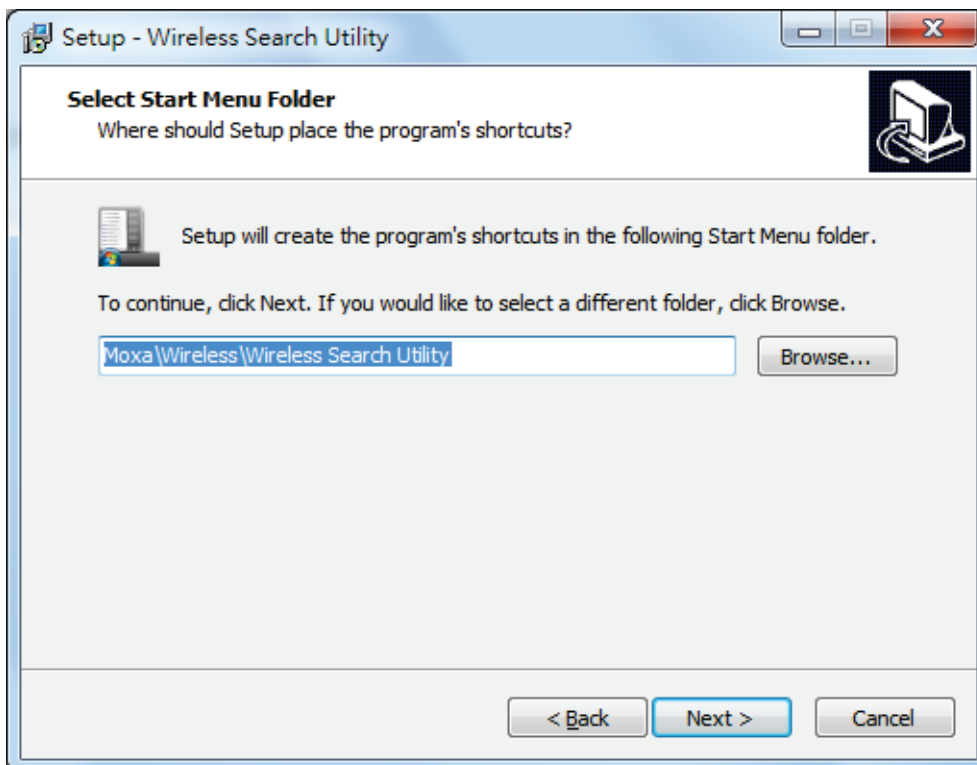 Setup - Wireless Search Utility
Select Start Menu Folder
Where should Setup place the program's shortcuts?
Setup will create the program's shortcuts in the following Start Menu folder.
To continue, click Next. If you would like to select a different folder, click Browse.
Moxa\Wireless\Wireless Search Utility
Browse...
< Back
Next >
Cancel